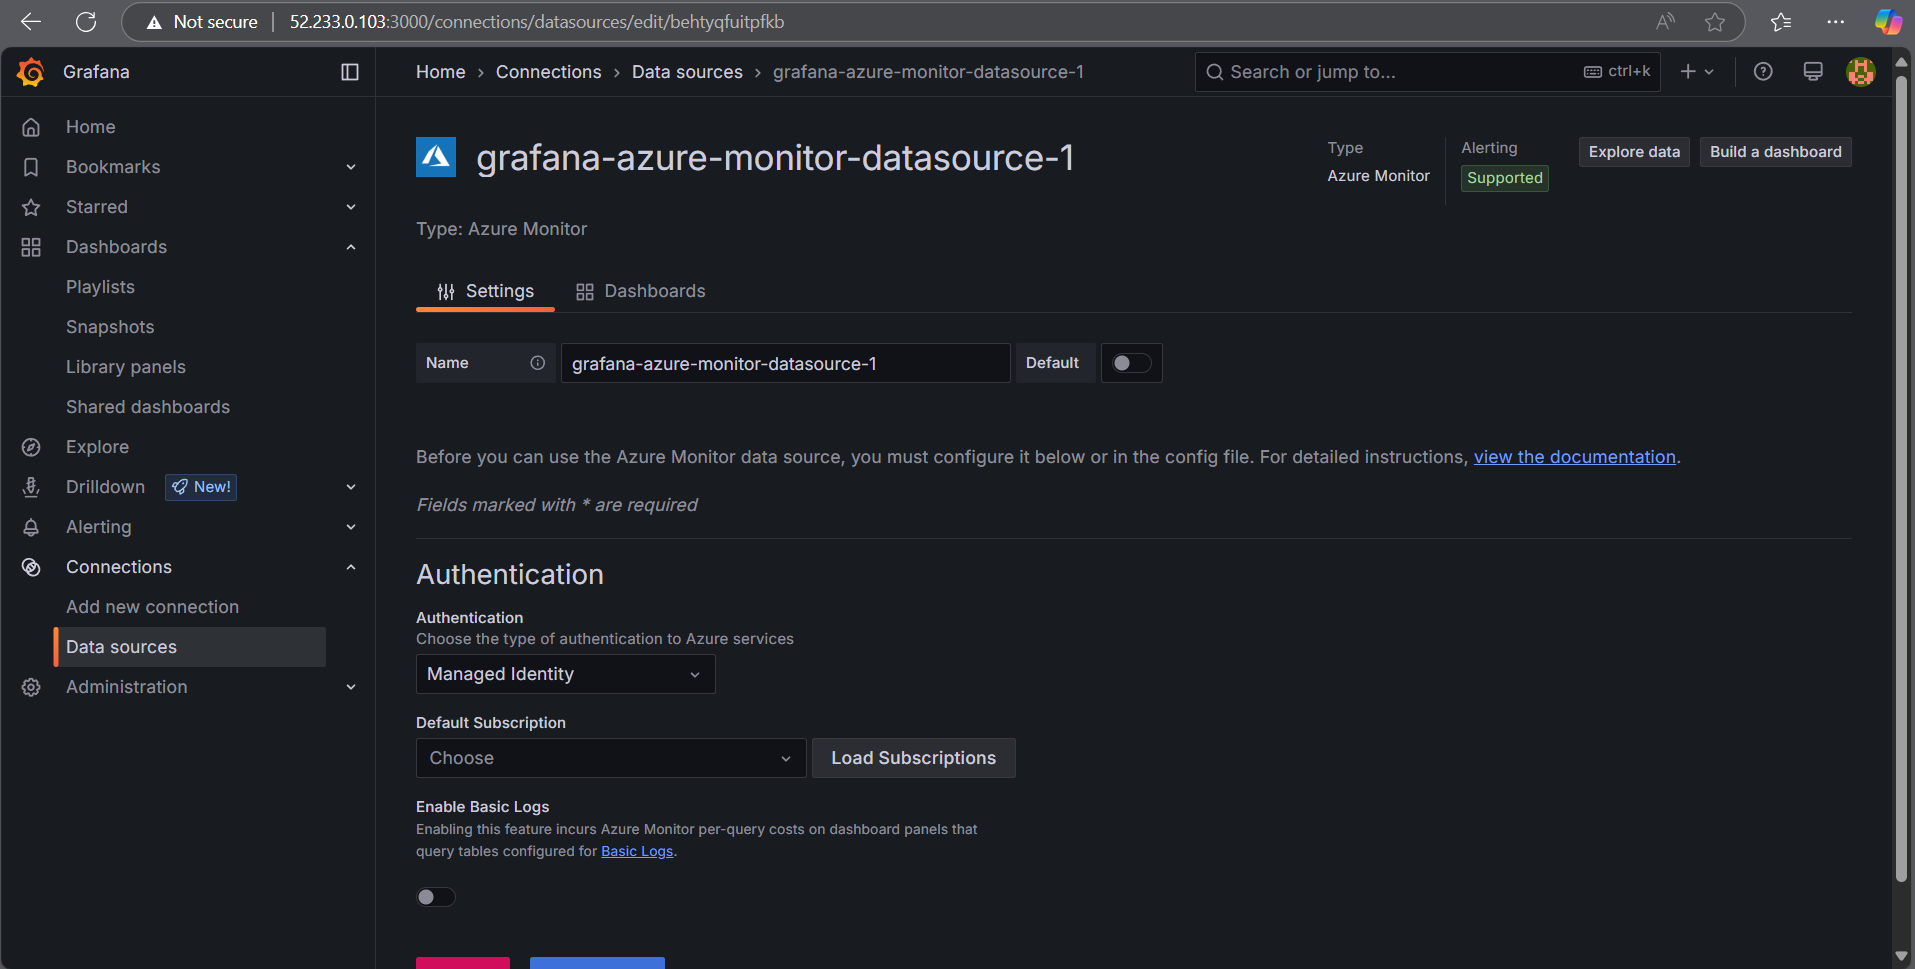 Not secure
52.233.0.103:3000/connections/datasources/edit/behtyqfuitpfkb
Grafana
Home › Connections › Data sources › grafana-azure-monitor-datasource-1
Search or jump to...
ctrl+k
Home
Bookmarks
Starred
Dashboards
Playlists
Snapshots
Library panels
Shared dashboards
Explore
Drilldown
New!
Alerting
Connections
Add new connection
Data sources
Administration
grafana-azure-monitor-datasource-1
Type
Azure Monitor
Alerting
Supported
Explore data
Build a dashboard
Type: Azure Monitor
Settings
Dashboards
Name
grafana-azure-monitor-datasource-1
Default
Before you can use the Azure Monitor data source, you must configure it below or in the config file. For detailed instructions, view the documentation.
Fields marked with * are required
Authentication
Authentication
Choose the type of authentication to Azure services
Managed Identity
Default Subscription
Choose
Load Subscriptions
Enable Basic Logs
Enabling this feature incurs Azure Monitor per-query costs on dashboard panels that
query tables configured for Basic Logs.